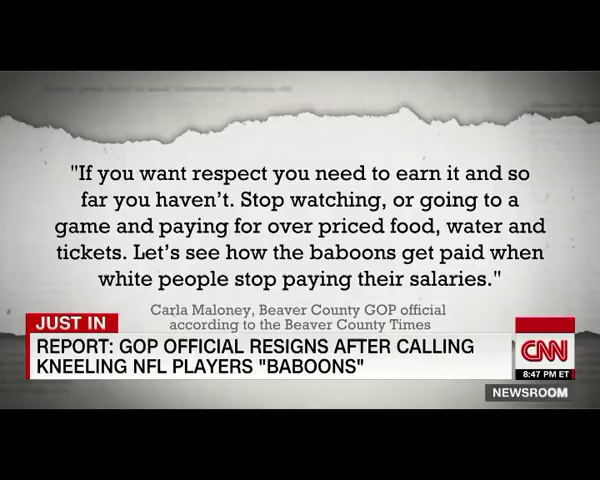 "If you want respect you need to earn it and so
far you haven't. Stop watching, or going to a
game and paying for over priced food, water and
tickets. Let's see how the baboons get paid when
white people stop paying their salaries."
Carla Maloney, Beaver County GOP official
according to the Beaver County Times
JUST IN
REPORT: GOP OFFICIAL RESIGNS AFTER CALLING
KNEELING NFL PLAYERS "BABOONS"
CNN
8:47 PM ET
NEWSROOM